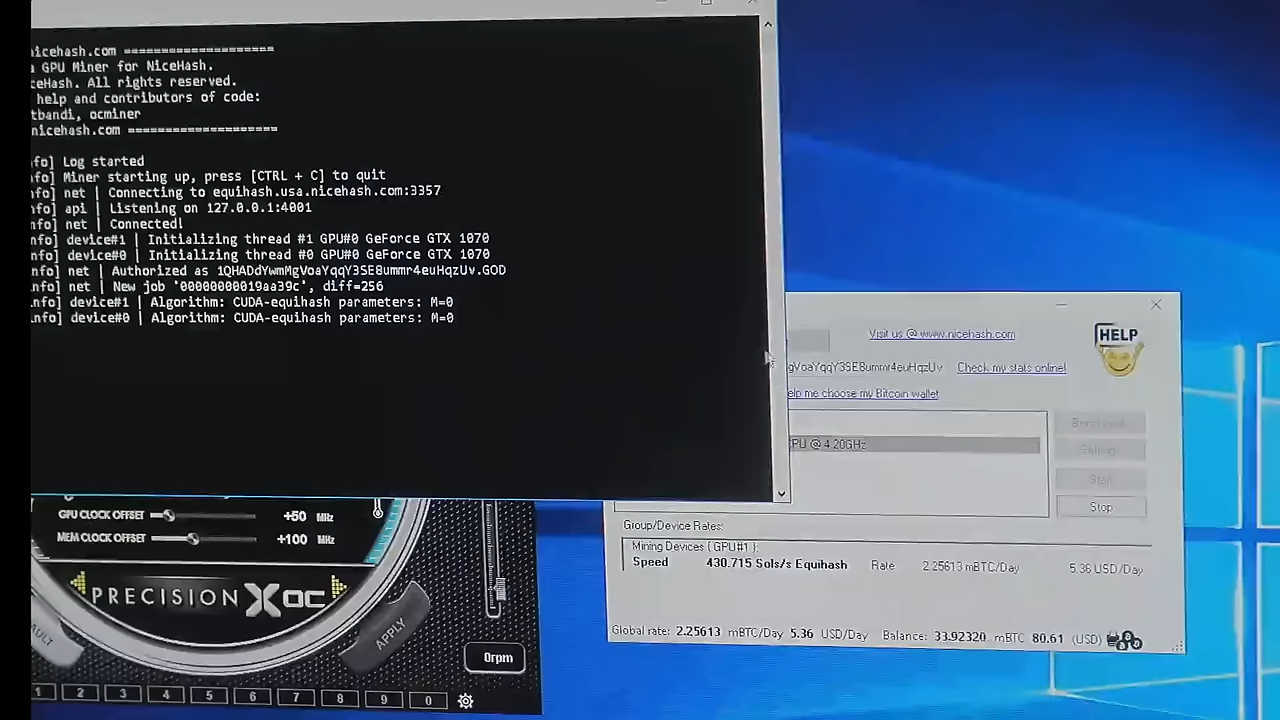 nicehash.com =====================
a GPU Miner for NiceHash.
ceHash. All rights reserved.
help and contributors of code:
tbandi, ocminer
nicehash.com =====================
nfo] Log started
nfo] Miner starting up, press [CTRL + C] to quit
nfo] net | Connecting to equihash.usa.nicehash.com:3357
nfo] api | Listening on 127.0.0.1:4001
nfo] net | Connected!
nfo] device#1 | Initializing thread #1 GPU#0 GeForce GTX 1070
nfo] device#0 | Initializing thread #0 GPU#0 GeForce GTX 1070
nfo] net | Authorized as 1QHADdYwmMgVoaYqqY3SE8ummr4euHqzUv.GOD
nfo] net | New job '00000000019aa39c', diff=256
nfo] device#1 | Algorithm: CUDA-equihash parameters: M=0
nfo] device#0 | Algorithm: CUDA-equihash parameters: M=0
Visit us @ www.nicehash.com
HELP
gVoaYqqY3SE8ummr4euHqzUv Check my stats online!
elp me choose my Bitcoin wallet
Benchmark
CPU @ 4.20GHz
Settings
Start
Stop
Group/Device Rates:
Mining Devices { GPU#1 }:
Speed 430.715 Sols/s Equihash Rate 2.25613 mBTC/Day 5.36 USD/Day
Global rate: 2.25613 mBTC/Day 5.36 USD/Day Balance: 33.92320 mBTC 80.61 (USD)
GPU CLOCK OFFSET +50 MHz
MEM CLOCK OFFSET +100 MHz
PRECISION XOC
AULT
APPLY
0rpm
1 2 3 4 5 6 7 8 9 0